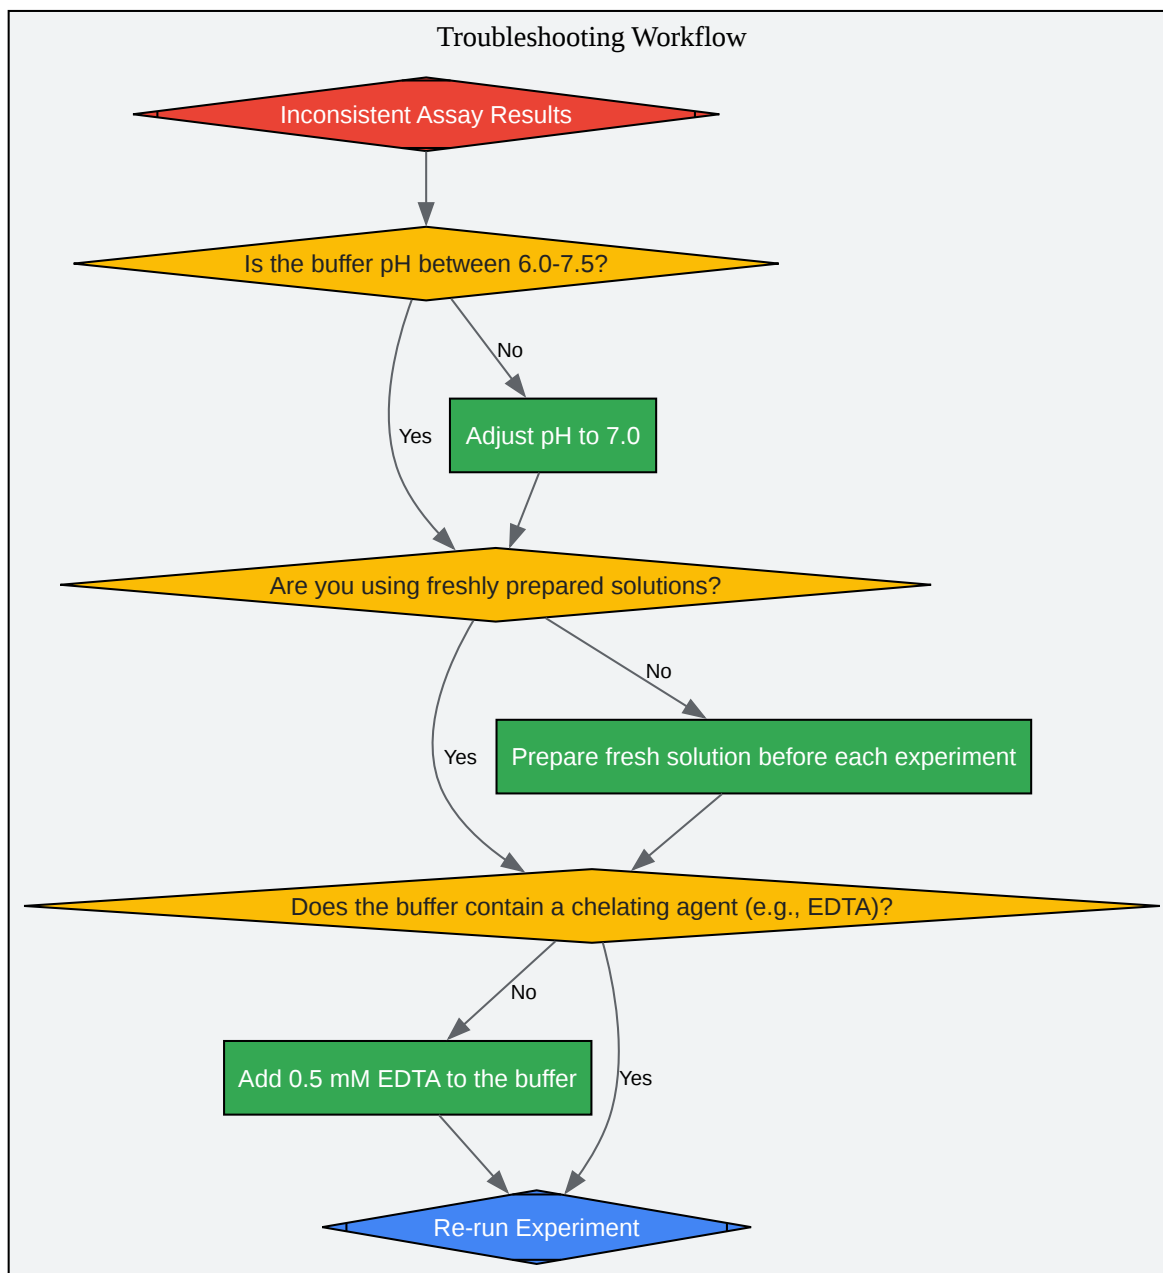 Troubleshooting Workflow
Inconsistent Assay Results
Is the buffer pH between 6.0-7.5?
No
Yes
Adjust pH to 7.0
Are you using freshly prepared solutions?
No
Yes
Prepare fresh solution before each experiment
Does the buffer contain a chelating agent (e.g., EDTA)?
No
Add 0.5 mM EDTA to the buffer
Yes
Re-run Experiment